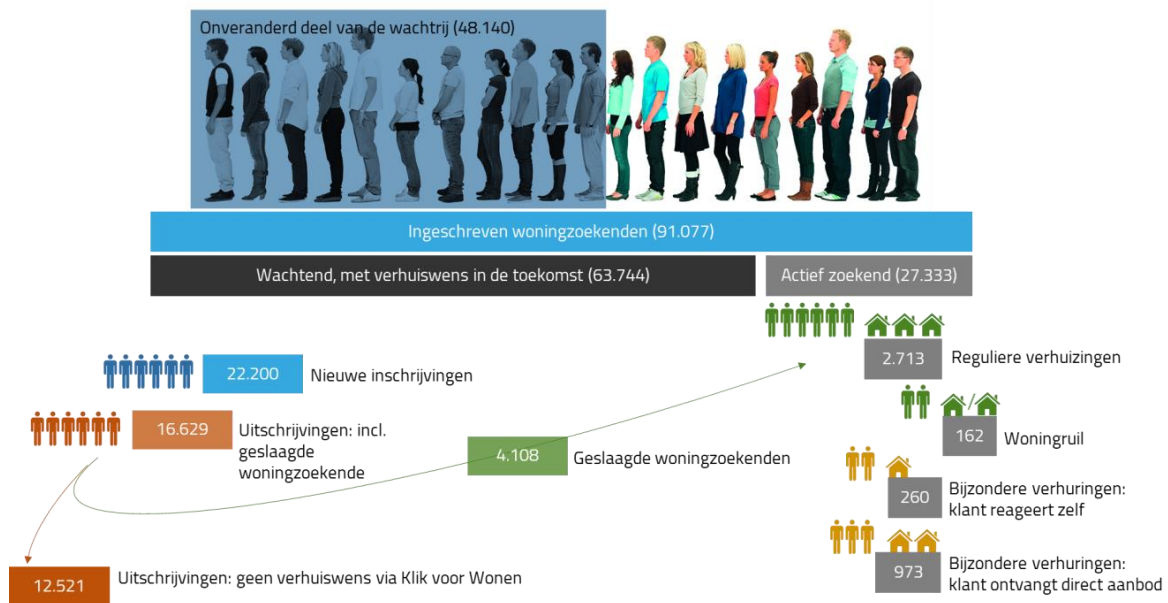 Onveranderd deel van de wachtrij (48.140)
Ingeschreven woningzoekenden (91.077)
Wachtend, met verhuiswens in de toekomst (63.744)
Actief zoekend (27.333)
2.713
Reguliere verhuizingen
22.200
Nieuwe inschrijvingen
162
Woningruil
16.629
Uitschrijvingen: incl.
geslaagde
woningzoekende
4.108
Geslaagde woningzoekenden
260
Bijzondere verhuringen:
klant reageert zelf
973
Bijzondere verhuringen:
klant ontvangt direct aanbod
12.521
Uitschrijvingen: geen verhuiswens via Klik voor Wonen